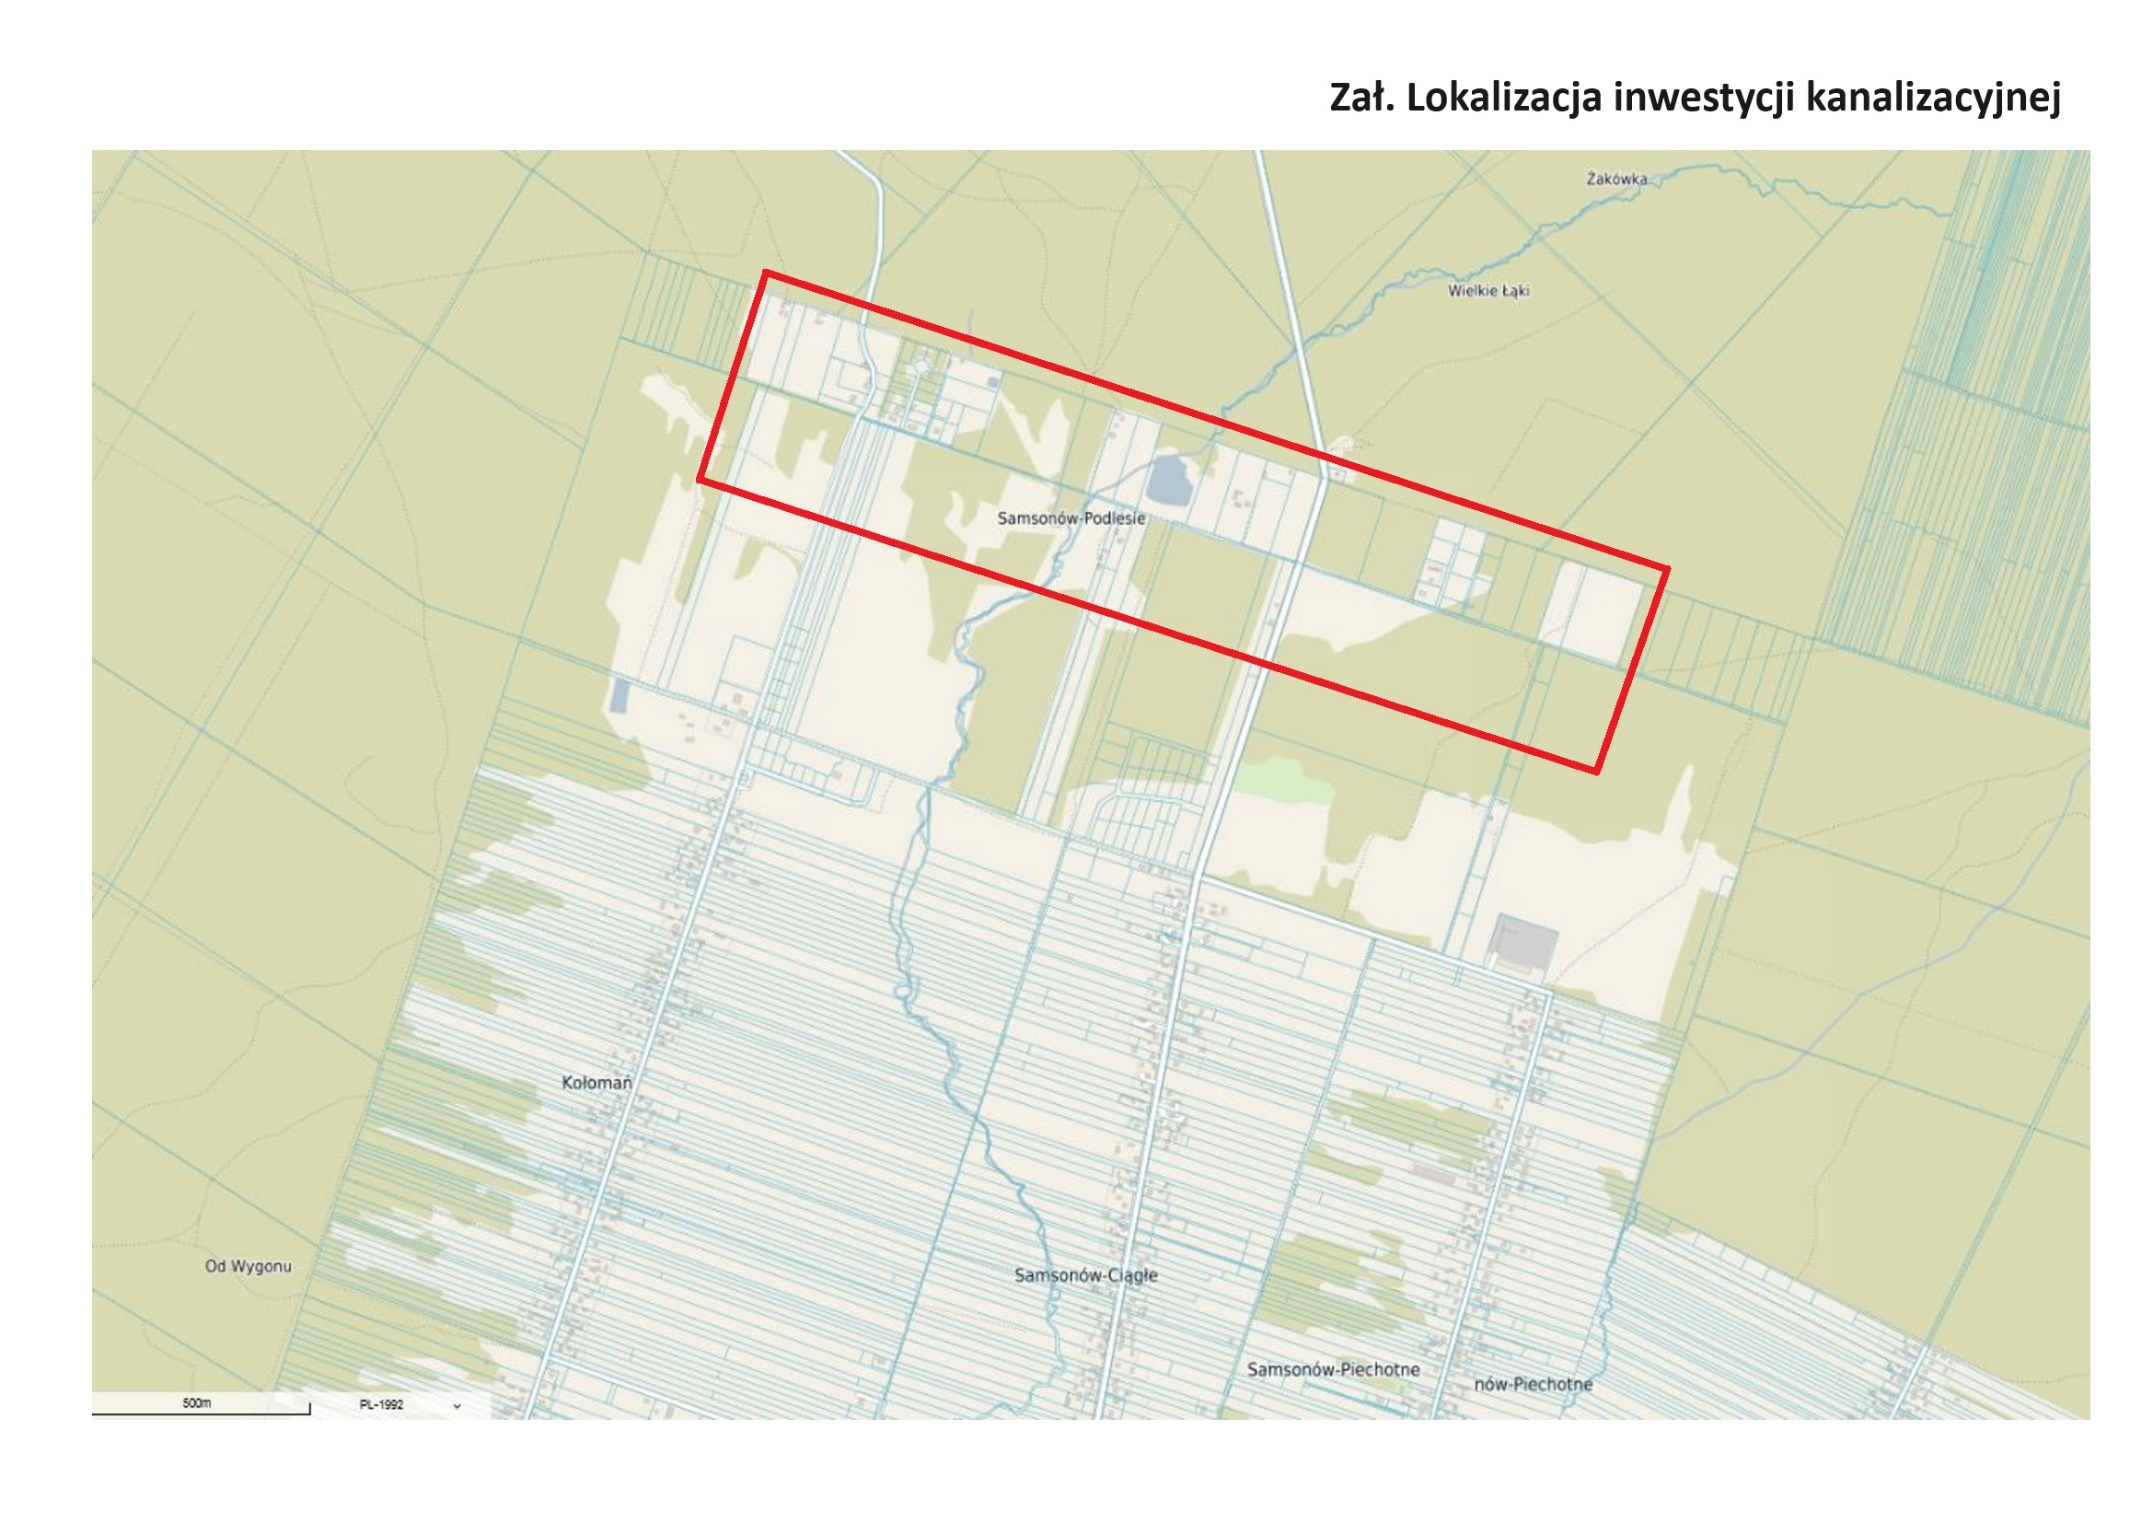 Zał. Lokalizacja inwestycji kanalizacyjnej
Żakówka
Wielkie Łąki
Samsonów-Podlesie
Kołomań
Od Wygonu
Samsonów-Ciągłe
Samsonów-Piechotne
nów-Piechotne
500m
PL-1992